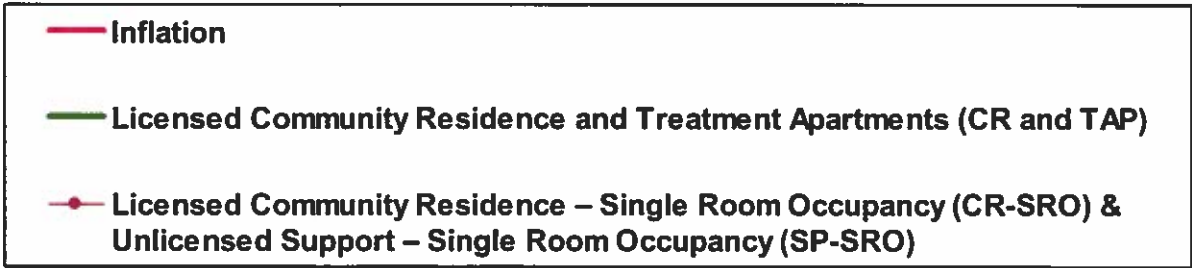 Inflation
Licensed Community Residence and Treatment Apartments (CR and TAP)
Licensed Community Residence – Single Room Occupancy (CR-SRO) &
Unlicensed Support – Single Room Occupancy (SP-SRO)